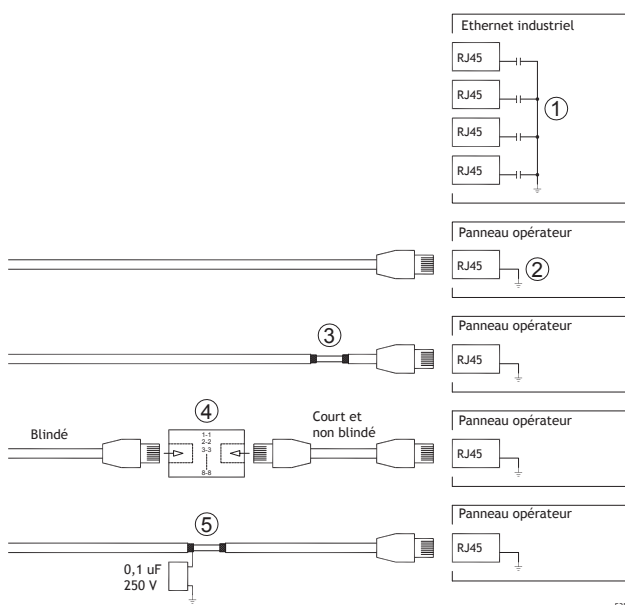 Ethernet industriel
RJ45
RJ45
1
RJ45
RJ45
Panneau opérateur
RJ45
2
Panneau opérateur
3
RJ45
Panneau opérateur
4
Court et
non blindé
Blindé
1-1
2-2
3-3
8-8
RJ45
Panneau opérateur
5
RJ45
0,1 uF
250 V